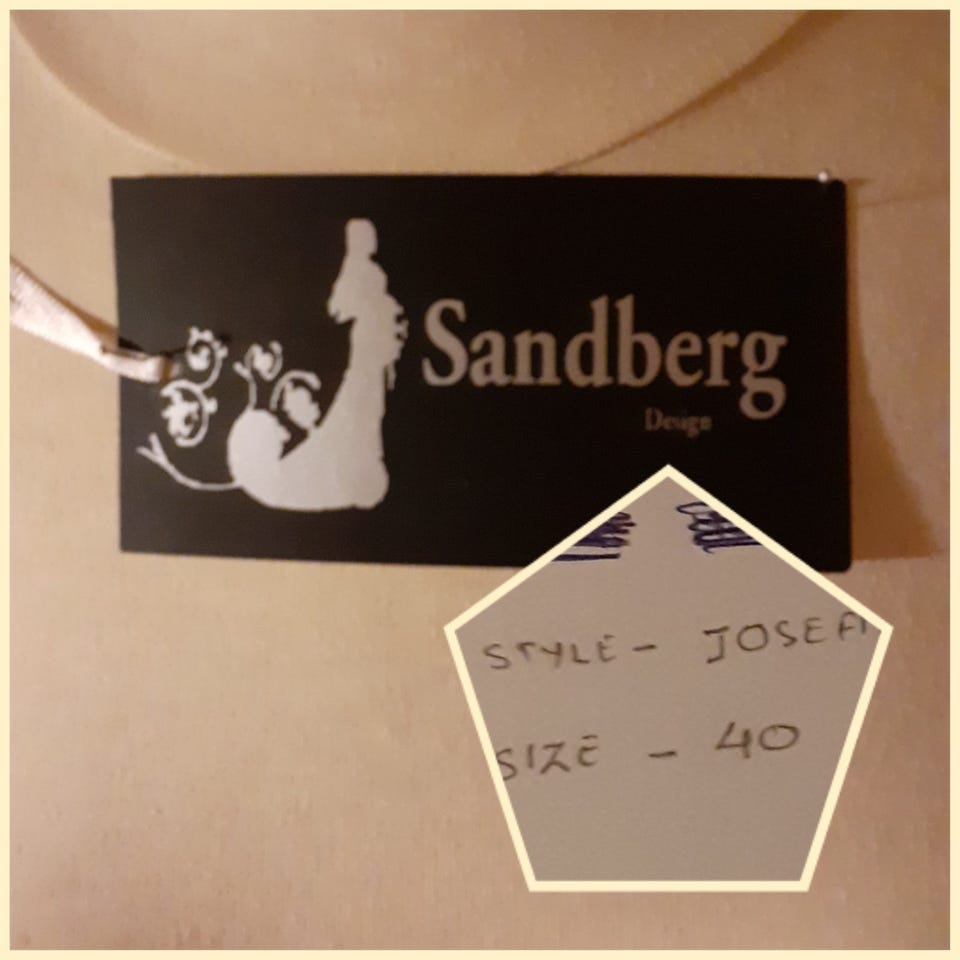 Sandberg
Design
STYLE - JOSEF
SIZE - 40